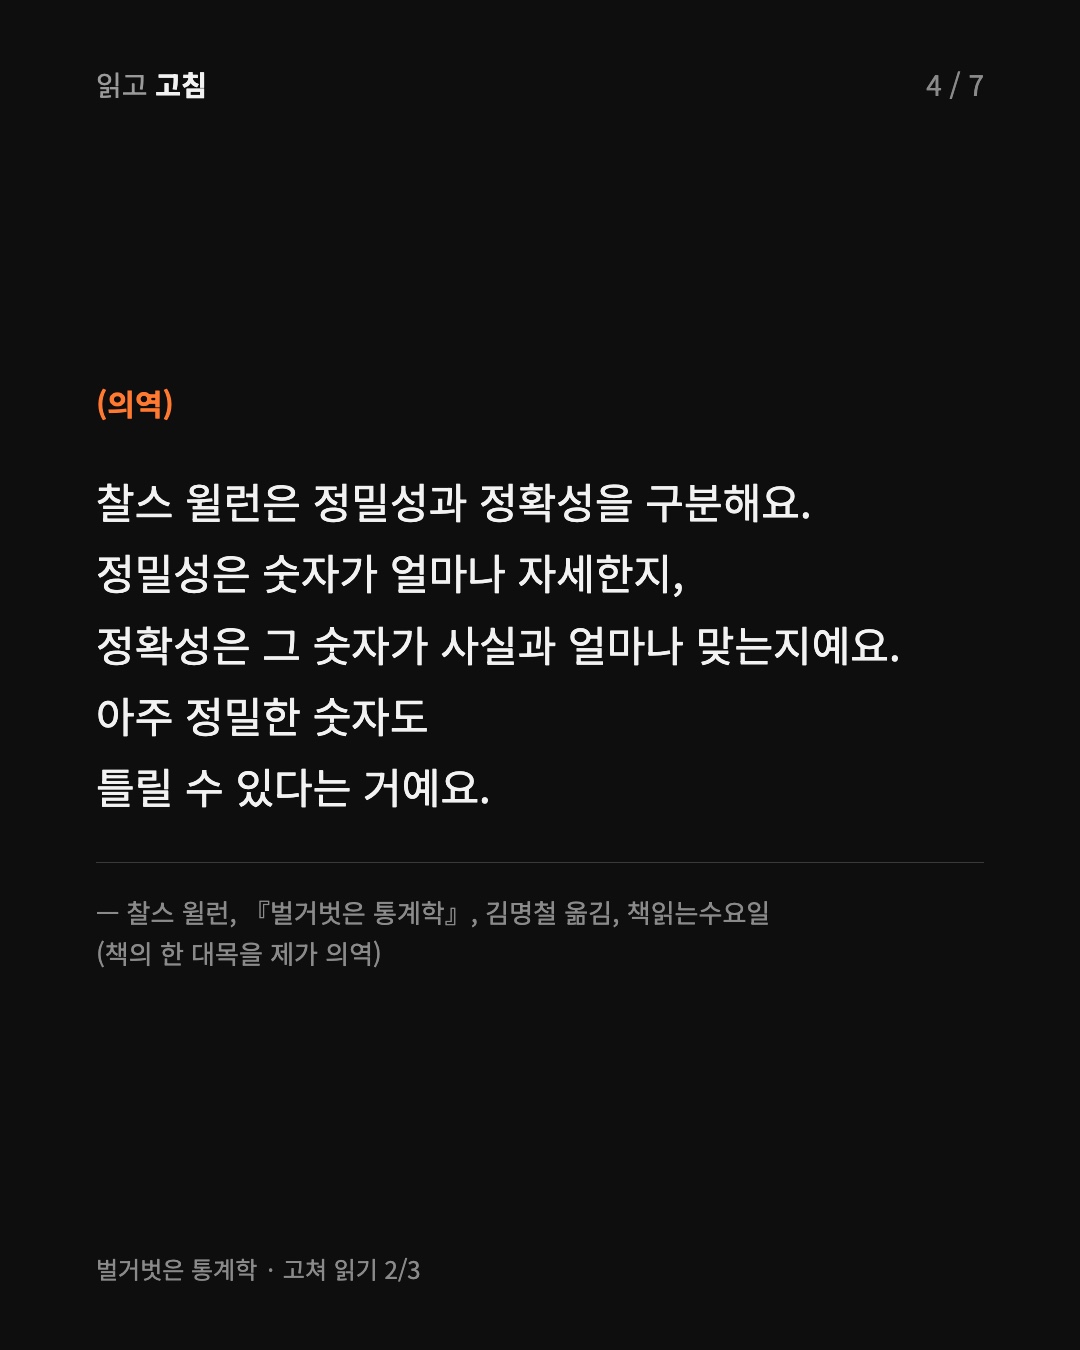 읽고 고침
4 / 7
(의역)
찰스 윌런은 정밀성과 정확성을 구분해요.
정밀성은 숫자가 얼마나 자세한지,
정확성은 그 숫자가 사실과 얼마나 맞는지예요.
아주 정밀한 숫자도
틀릴 수 있다는 거예요.
— 찰스 윌런, 『벌거벗은 통계학』, 김명철 옮김, 책읽는수요일
(책의 한 대목을 제가 의역)
벌거벗은 통계학 · 고쳐 읽기 2/3